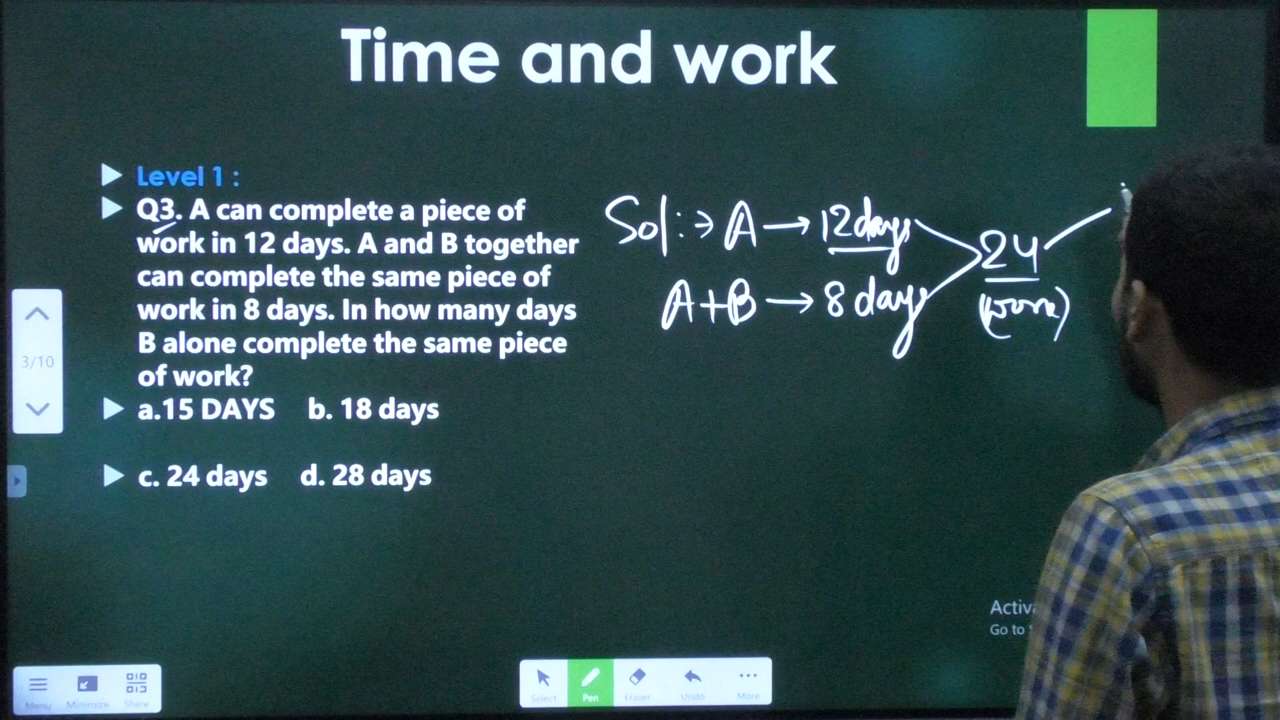 Time and work
Level 1 :
Q3. A can complete a piece of
work in 12 days. A and B together
can complete the same piece of
work in 8 days. In how many days
B alone complete the same piece
of work?
a.15 DAYS b. 18 days
c. 24 days d. 28 days
Sol:→ A → 12 days
24
A+B → 8 days
(work)
3/10
Activ
Go to
Menu Minimize Share
Select Pen Eraser Undo More